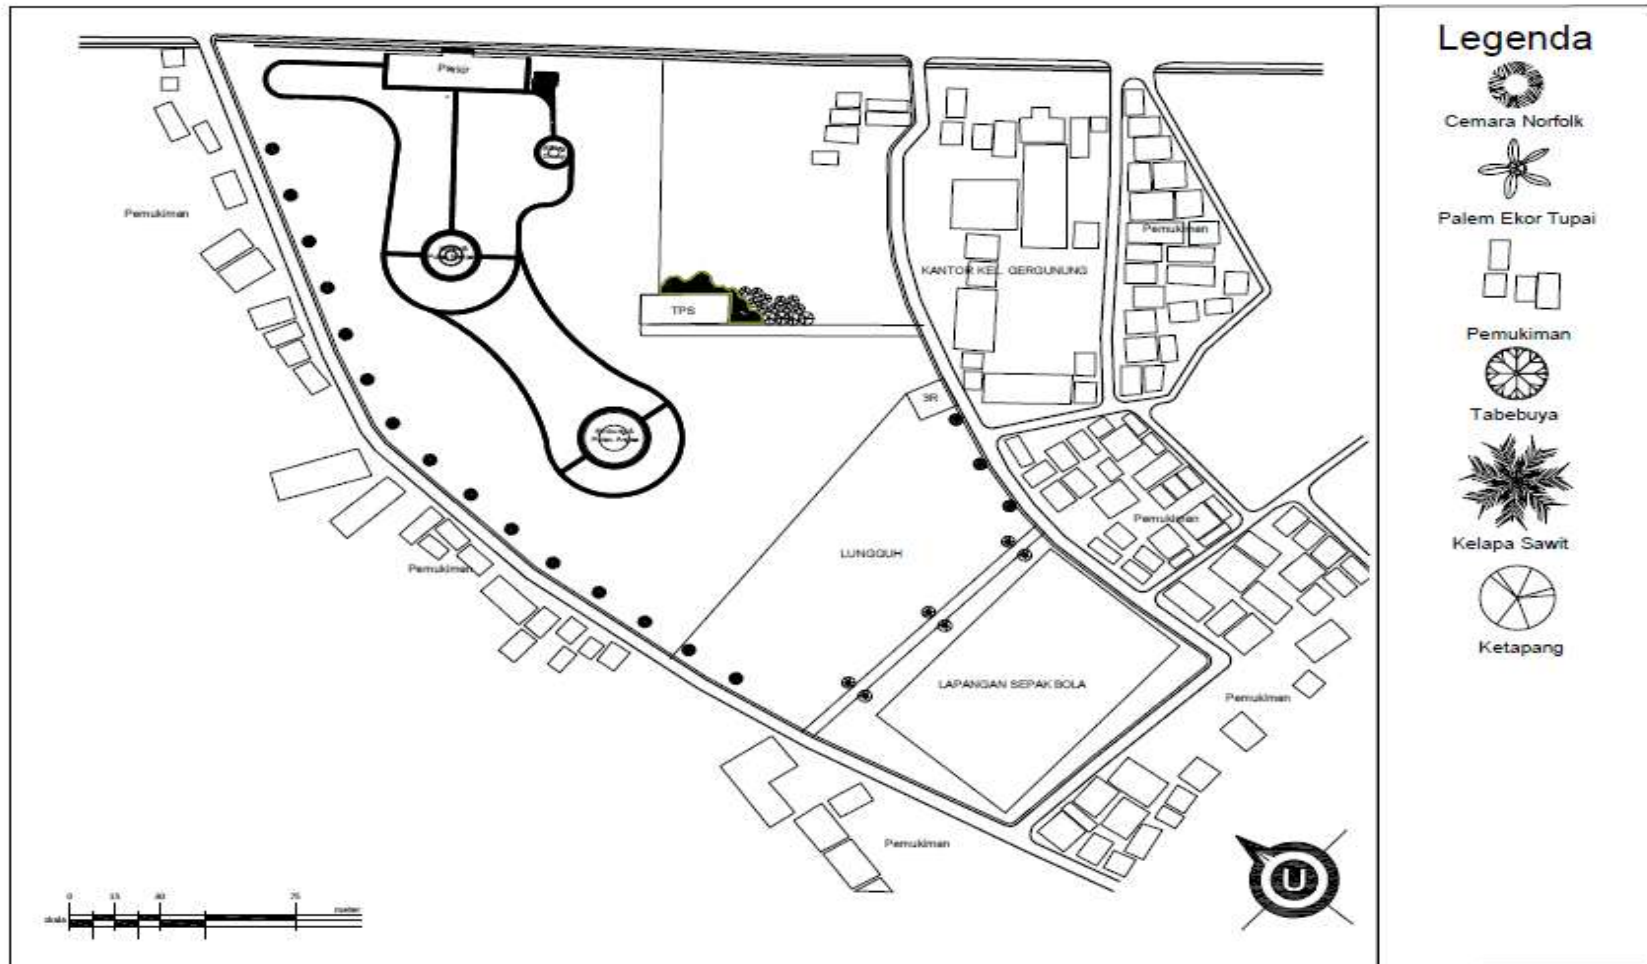 Legenda
Cemara Norfolk
Palem Ekor Tupai
Pemukiman
Tabebuya
Kelapa Sawit
Ketapang
Pemukiman
Pemukiman
KANTOR KEL. GERGUNUNG
TPS
3R
Pemukiman
LUNGGUH
Pemukiman
LAPANGAN SEPAK BOLA
Pemukiman
Pemukiman
U
0 15 30 75
skala meter